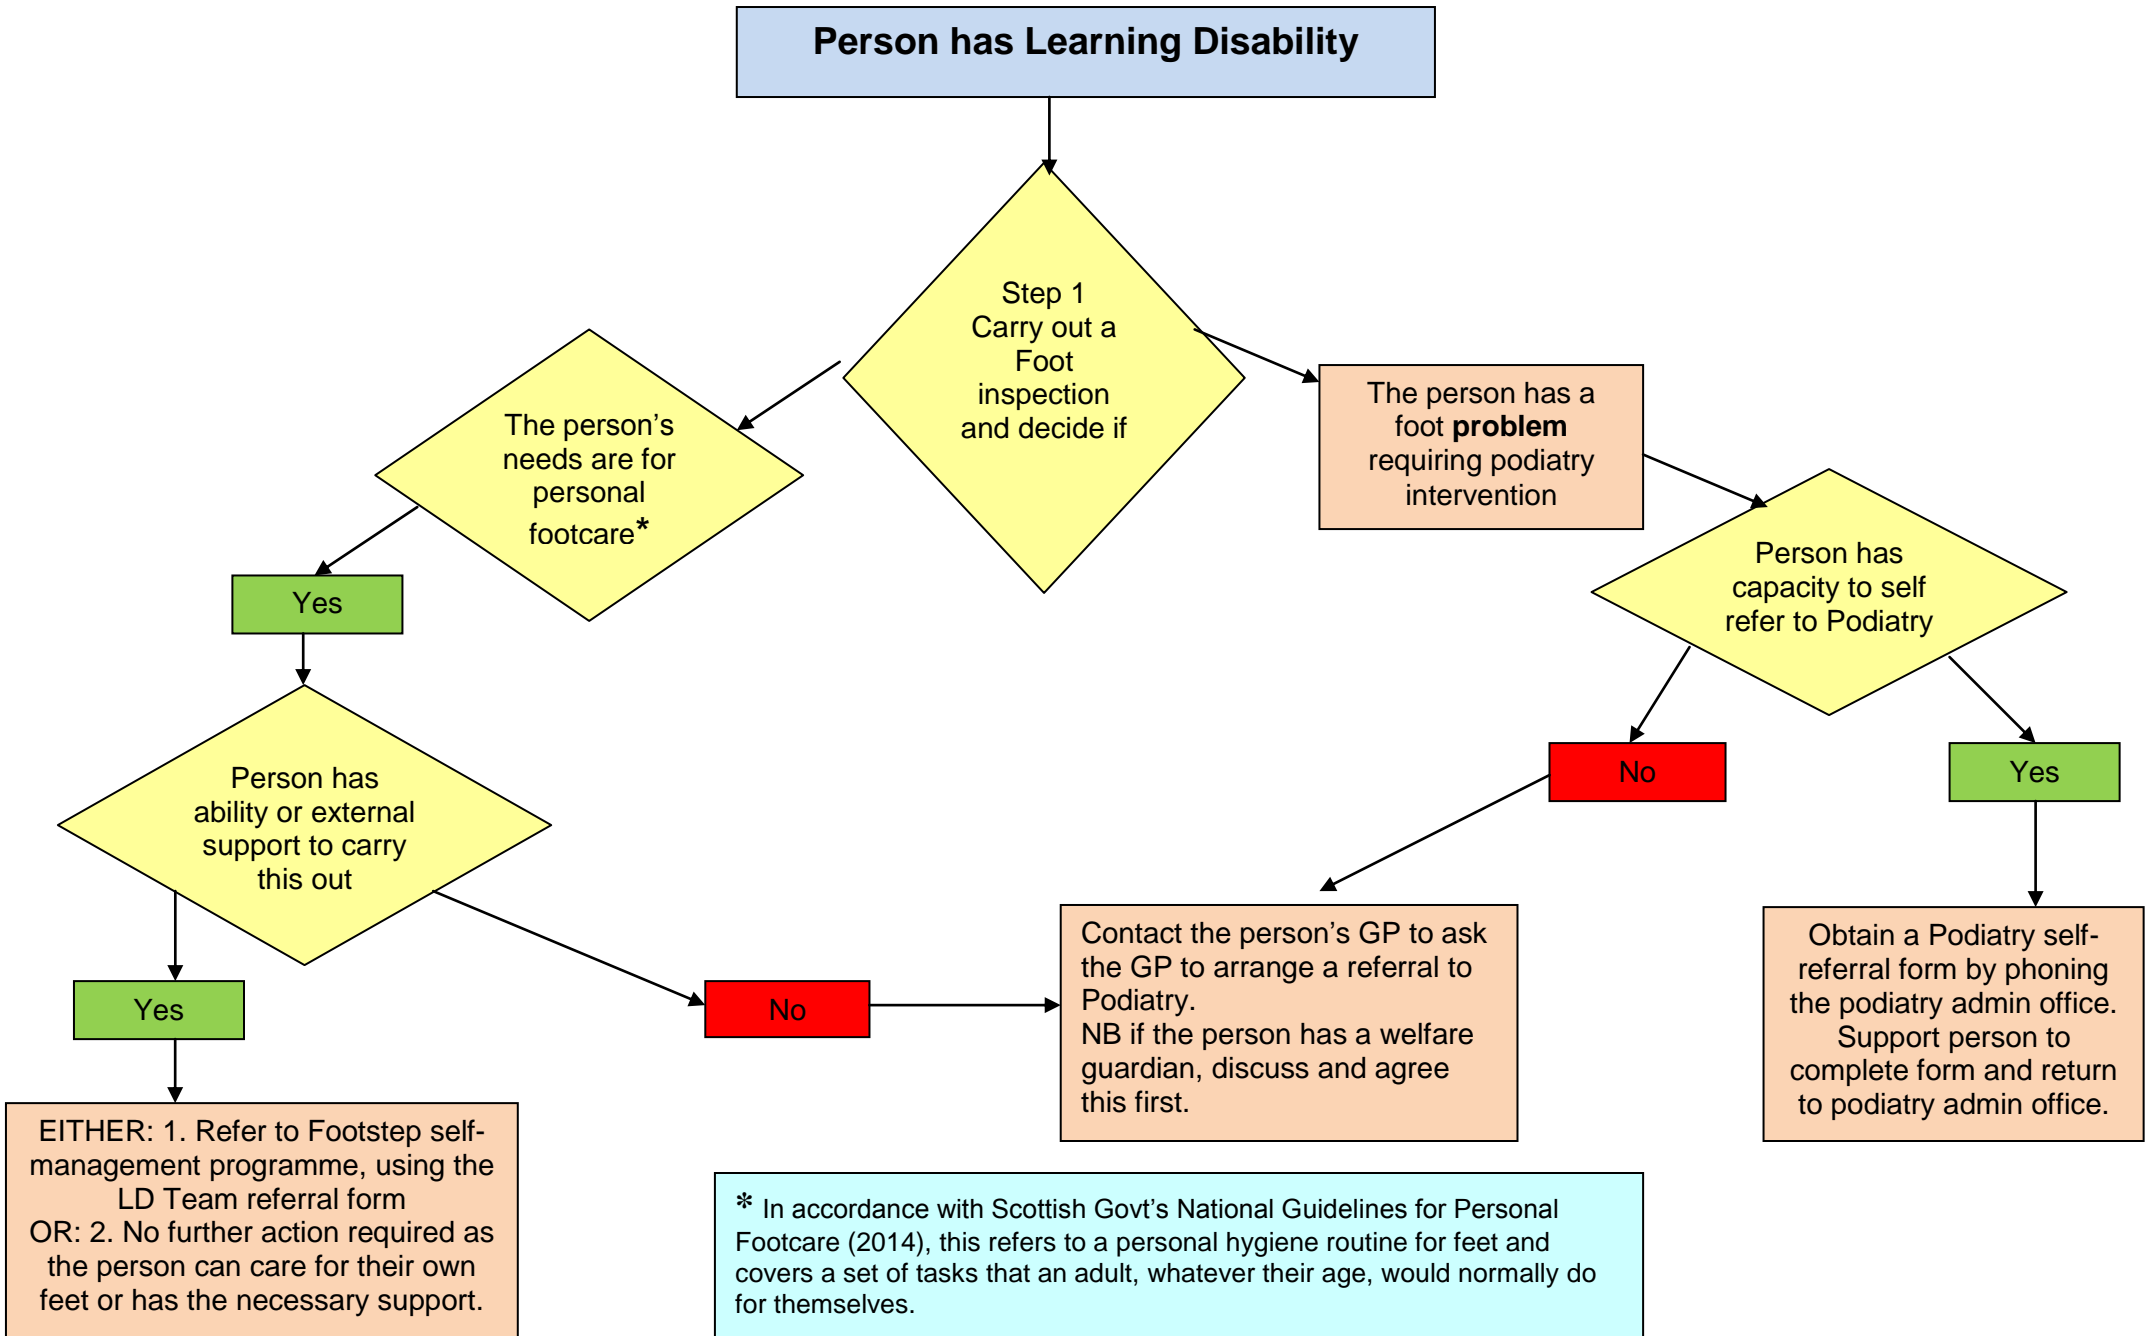 Person has Learning Disability
Step 1
Carry out a
Foot
inspection
and decide if
The person’s
needs are for
personal
footcare*
The person has a
foot problem
requiring podiatry
intervention
Person has
capacity to self
refer to Podiatry
Yes
No
Yes
Person has
ability or external
support to carry
this out
Contact the person’s GP to ask
the GP to arrange a referral to
Podiatry.
NB if the person has a welfare
guardian, discuss and agree
this first.
Obtain a Podiatry self-
referral form by phoning
the podiatry admin office.
Support person to
complete form and return
to podiatry admin office.
Yes
No
EITHER: 1. Refer to Footstep self-
management programme, using the
LD Team referral form
OR: 2. No further action required as
the person can care for their own
feet or has the necessary support.
* In accordance with Scottish Govt’s National Guidelines for Personal
Footcare (2014), this refers to a personal hygiene routine for feet and
covers a set of tasks that an adult, whatever their age, would normally do
for themselves.